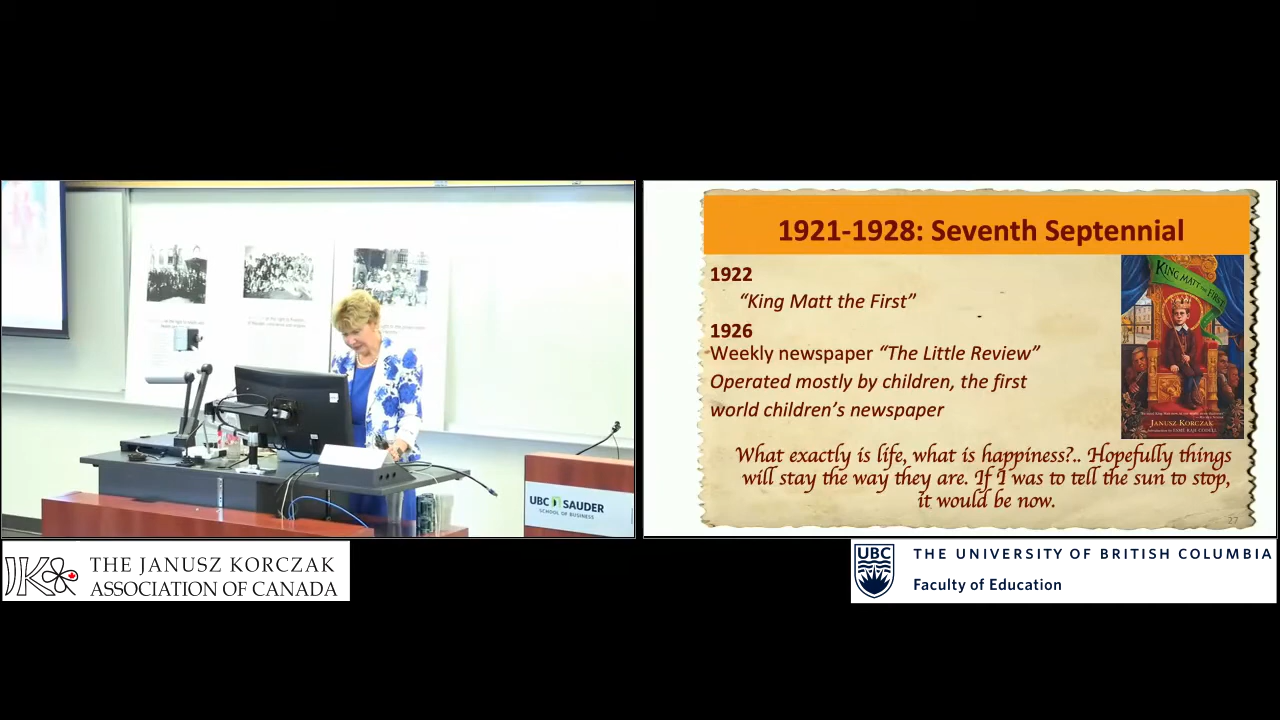 UBC SAUDER
SCHOOL OF BUSINESS
THE JANUSZ KORCZAK
ASSOCIATION OF CANADA
1921-1928: Seventh Septennial
1922
“King Matt the First”
1926
Weekly newspaper “The Little Review”
Operated mostly by children, the first
world children’s newspaper
What exactly is life, what is happiness?.. Hopefully things
will stay the way they are. If I was to tell the sun to stop,
it would be now.
27
KING MATT THE FIRST
JANUSZ KORCZAK
UBC
THE UNIVERSITY OF BRITISH COLUMBIA
Faculty of Education